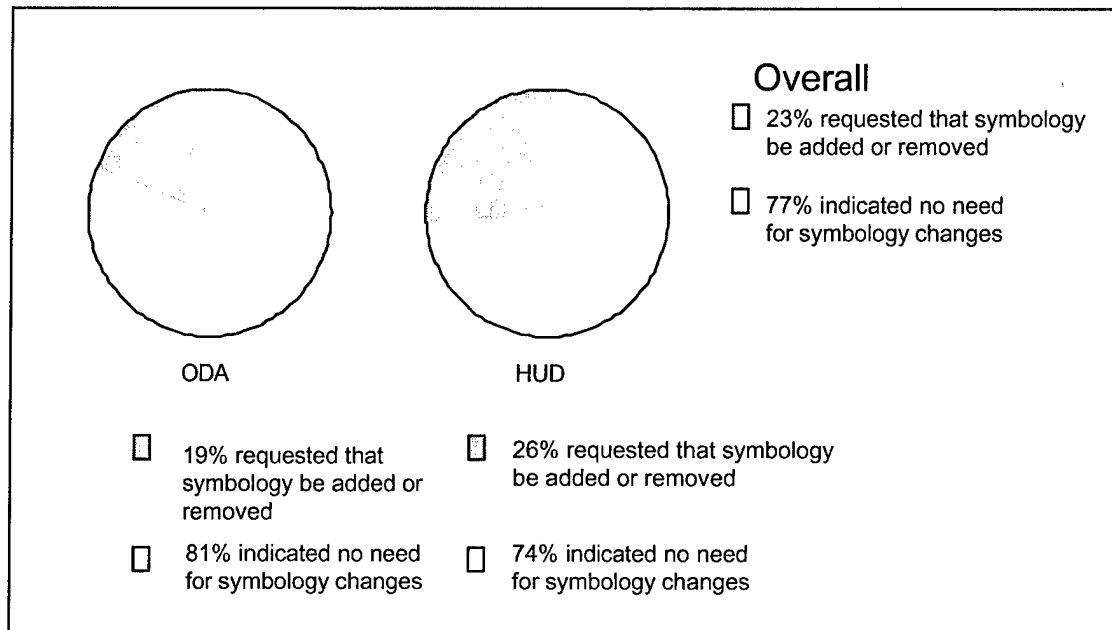 Overall
23% requested that symbology
be added or removed
77% indicated no need
for symbology changes
ODA
HUD
19% requested that
symbology be added or
removed
81% indicated no need
for symbology changes
26% requested that symbology
be added or removed
74% indicated no need
for symbology changes